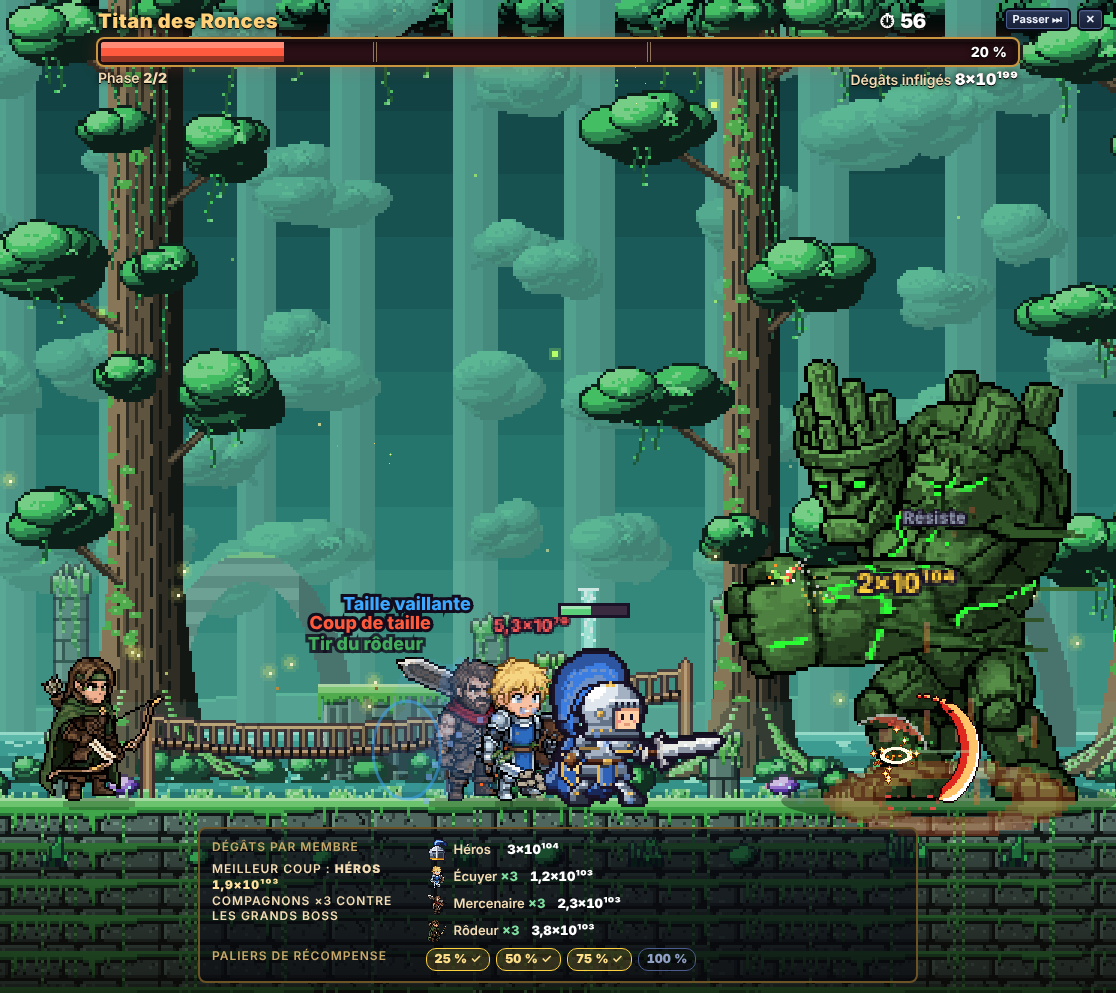 Titan des Ronces
56
Passer ⏭
✕
20 %
Phase 2/2
Dégâts infligés 8×10¹⁹⁹
Résiste
2×10¹⁰⁴
Taille vaillante
Coup de taille
Tir du rôdeur
DÉGÂTS PAR MEMBRE
MEILLEUR COUP : HÉROS
1,9×10¹⁰³
COMPAGNONS ×3 CONTRE
LES GRANDS BOSS
Héros 3×10¹⁰⁴
Écuyer ×3 1,2×10¹⁰³
Mercenaire ×3 2,3×10¹⁰³
Rôdeur ×3 3,8×10¹⁰³
PALIERS DE RÉCOMPENSE
25 % ✓ 50 % ✓ 75 % ✓ 100 %